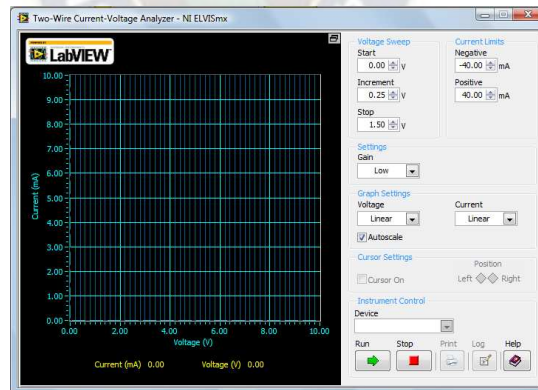 Two-Wire Current-Voltage Analyzer - NI ELVISmx
POWERED BY
LabVIEW
10.00
9.00
8.00
7.00
6.00
5.00
4.00
3.00
2.00
1.00
0.00
Current (mA)
0.00 2.00 4.00 6.00 8.00 10.00
Voltage (V)
Current (mA) 0.00 Voltage (V) 0.00
Voltage Sweep
Start
0.00 V
Increment
0.25 V
Stop
1.50 V
Current Limits
Negative
-40.00 mA
Positive
40.00 mA
Settings
Gain
Low
Graph Settings
Voltage Current
Linear Linear
Autoscale
Cursor Settings
Position
Cursor On Left Right
Instrument Control
Device
Run Stop Print Log Help